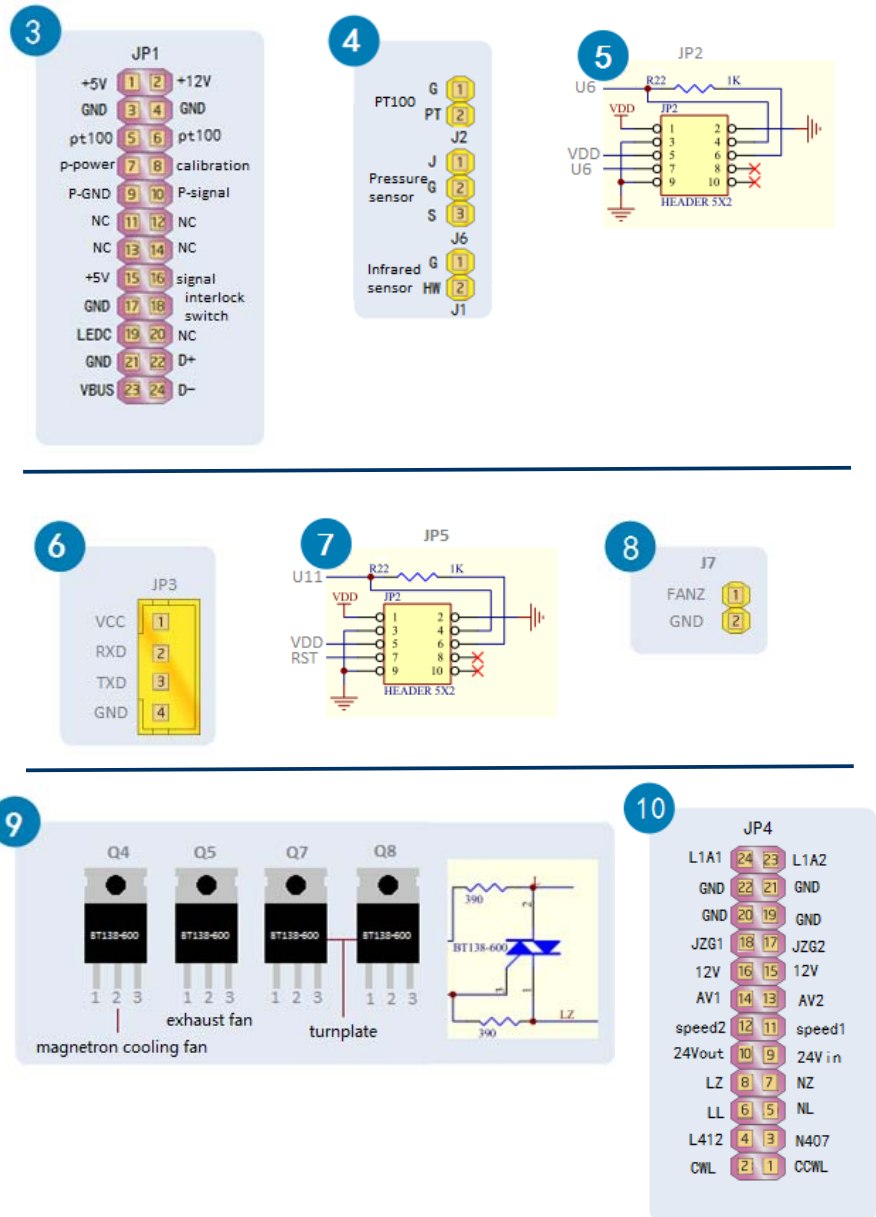 3
JP1
+5V 1 2 +12V
GND 3 4 GND
pt100 5 6 pt100
p-power 7 8 calibration
P-GND 9 10 P-signal
NC 11 12 NC
NC 13 14 NC
+5V 15 16 signal
GND 17 18 interlock switch
LEDC 19 20 NC
GND 21 22 D+
VBUS 23 24 D-
4
PT100
G 1
PT 2
J2
Pressure sensor
J 1
G 2
S 3
J6
Infrared sensor
G 1
HW 2
J1
5
JP2
U6 R22 1K
VDD JP2
1 2
3 4
VDD 5 6
U6 7 8
9 10
HEADER 5X2
6
JP3
VCC 1
RXD 2
TXD 3
GND 4
7
JP5
U11 R22 1K
VDD JP2
1 2
3 4
VDD 5 6
RST 7 8
9 10
HEADER 5X2
8
J7
FANZ 1
GND 2
9
Q4 Q5 Q7 Q8
BT138-600 BT138-600 BT138-600 BT138-600
1 2 3 1 2 3 1 2 3 1 2 3
magnetron cooling fan
exhaust fan
turnplate
390
2
BT138-600
3
1
390
LZ
10
JP4
L1A1 24 23 L1A2
GND 22 21 GND
GND 20 19 GND
JZG1 18 17 JZG2
12V 16 15 12V
AV1 14 13 AV2
speed2 12 11 speed1
24Vout 10 9 24Vin
LZ 8 7 NZ
LL 6 5 NL
L412 4 3 N407
CWL 2 1 CCWL